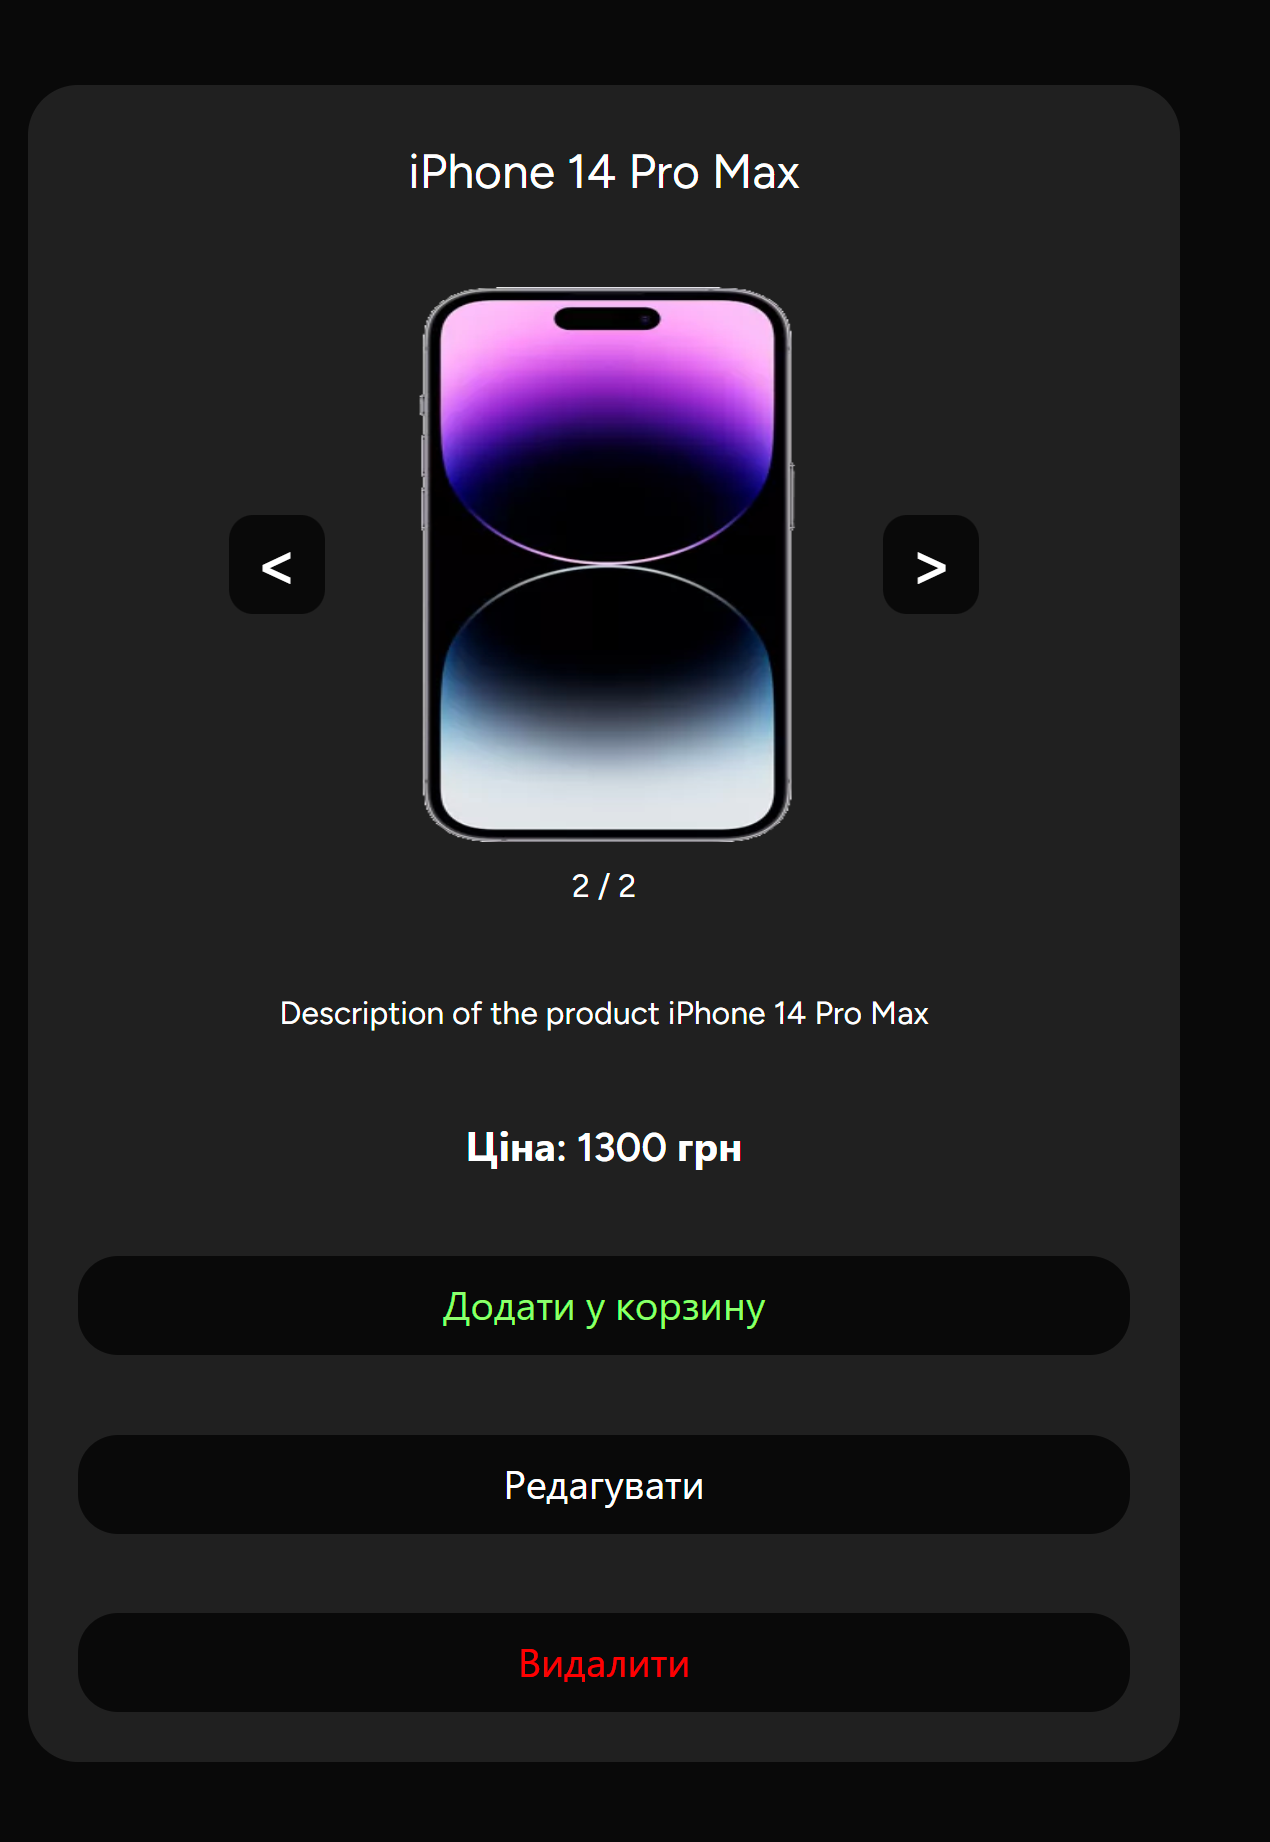 iPhone 14 Pro Max
<
>
2 / 2
Description of the product iPhone 14 Pro Max
Ціна: 1300 грн
Додати у корзину
Редагувати
Видалити